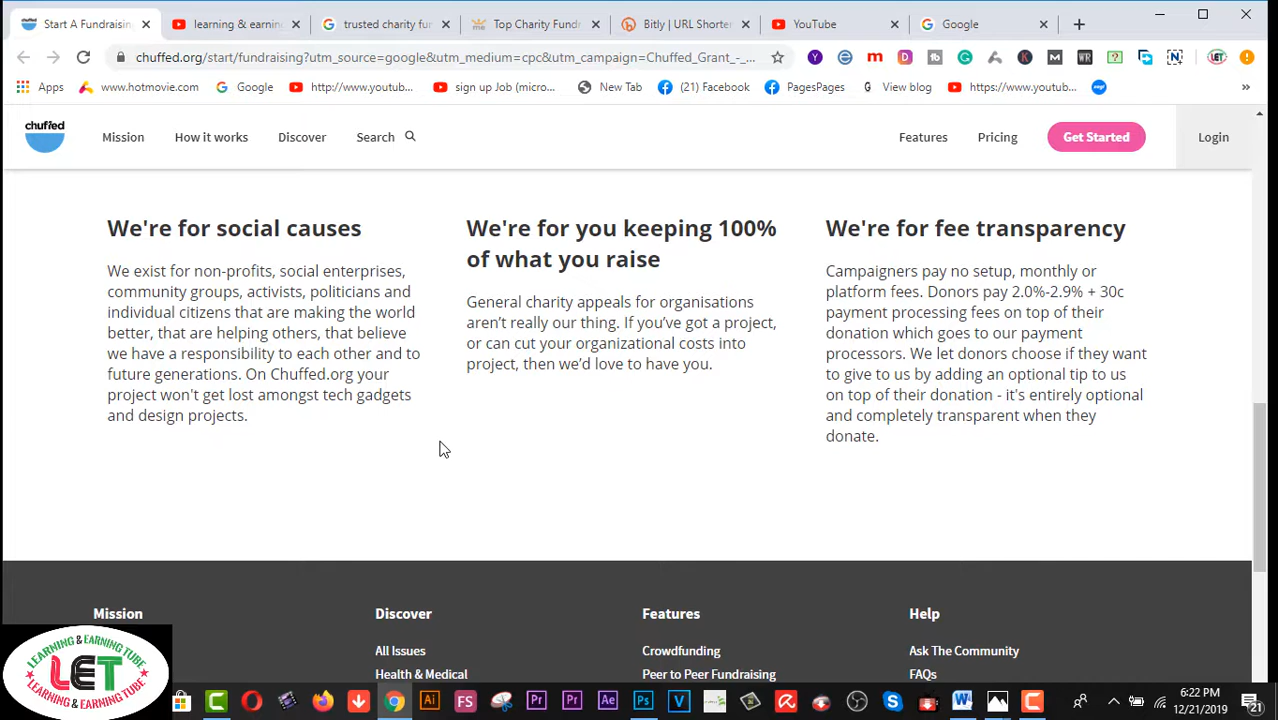 Start A Fundraisin
learning & earnin
trusted charity fu
Top Charity Fund
Bitly | URL Shorte
YouTube
Google
chuffed.org/start/fundraising?utm_source=google&utm_medium=cpc&utm_campaign=Chuffed_Grant_-_...
Apps
www.hotmovie.com
Google
http://www.youtub...
sign up Job (micro...
New Tab
(21) Facebook
PagesPages
View blog
https://www.youtu...
chuffed
Mission
How it works
Discover
Search
Features
Pricing
Get Started
Login
We're for social causes
We exist for non-profits, social enterprises,
community groups, activists, politicians and
individual citizens that are making the world
better, that are helping others, that believe
we have a responsibility to each other and to
future generations. On Chuffed.org your
project won't get lost amongst tech gadgets
and design projects.
We're for you keeping 100%
of what you raise
General charity appeals for organisations
aren't really our thing. If you've got a project,
or can cut your organizational costs into
project, then we'd love to have you.
We're for fee transparency
Campaigners pay no setup, monthly or
platform fees. Donors pay 2.0%-2.9% + 30c
payment processing fees on top of their
donation which goes to our payment
processors. We let donors choose if they want
to give to us by adding an optional tip to us
on top of their donation - it's entirely optional
and completely transparent when they
donate.
Mission
Discover
Features
Help
All Issues
Crowdfunding
Ask The Community
Health & Medical
Peer to Peer Fundraising
FAQs
LEARNING & EARNING TUBE
LET
LEARNING & EARNING TUBE
6:22 PM
12/21/2019
21